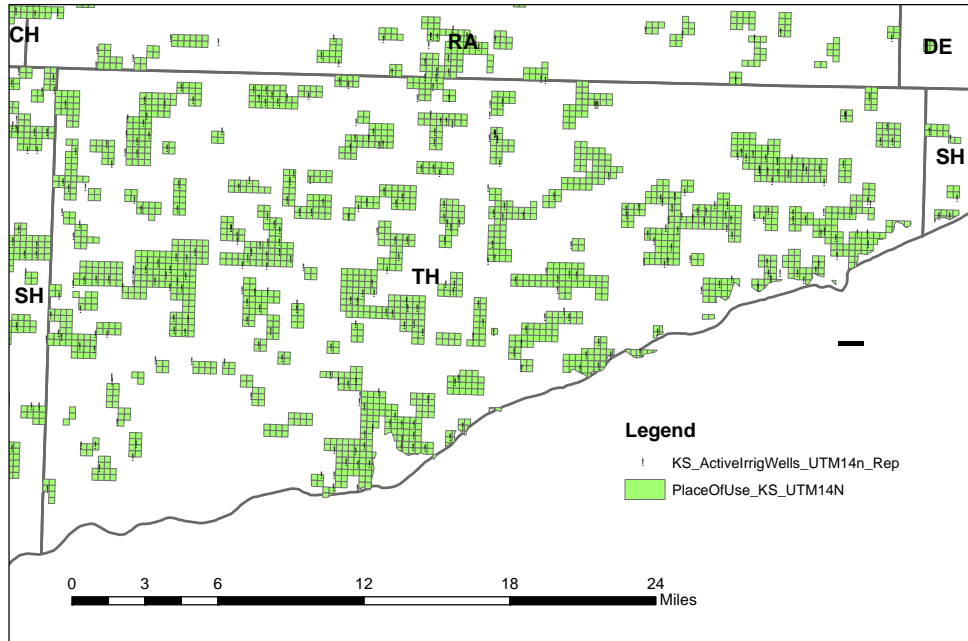 CH
RA
DE
SH
SH
TH
Legend
! KS_ActiveIrrigWells_UTM14n_Rep
PlaceOfUse_KS_UTM14N
0 3 6 12 18 24
Miles